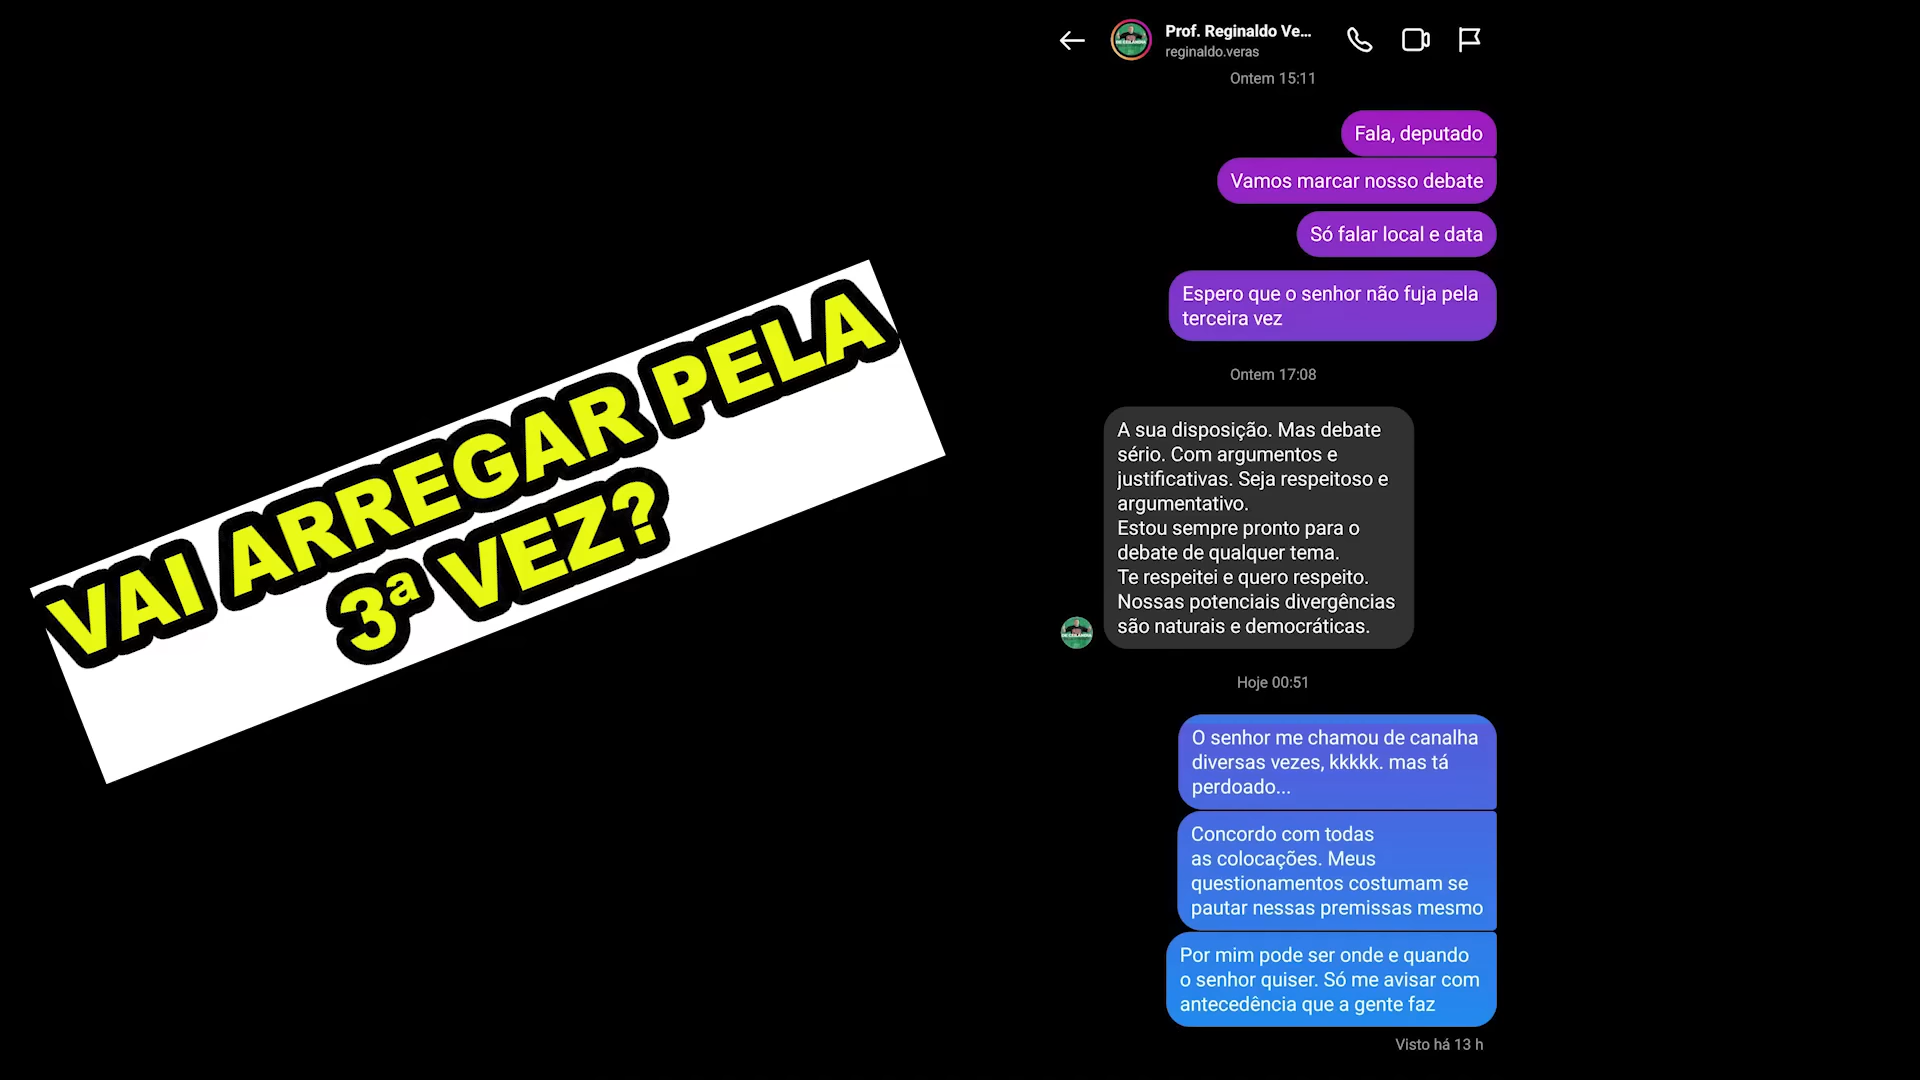 VAI ARREGAR PELA
3ª VEZ?
Prof. Reginaldo Ve...
reginaldo.veras
Ontem 15:11
Fala, deputado
Vamos marcar nosso debate
Só falar local e data
Espero que o senhor não fuja pela
terceira vez
Ontem 17:08
A sua disposição. Mas debate
sério. Com argumentos e
justificativas. Seja respeitoso e
argumentativo.
Estou sempre pronto para o
debate de qualquer tema.
Te respeitei e quero respeito.
Nossas potenciais divergências
são naturais e democráticas.
Hoje 00:51
O senhor me chamou de canalha
diversas vezes, kkkkk. mas tá
perdoado...
Concordo com todas
as colocações. Meus
questionamentos costumam se
pautar nessas premissas mesmo
Por mim pode ser onde e quando
o senhor quiser. Só me avisar com
antecedência que a gente faz
Visto há 13 h